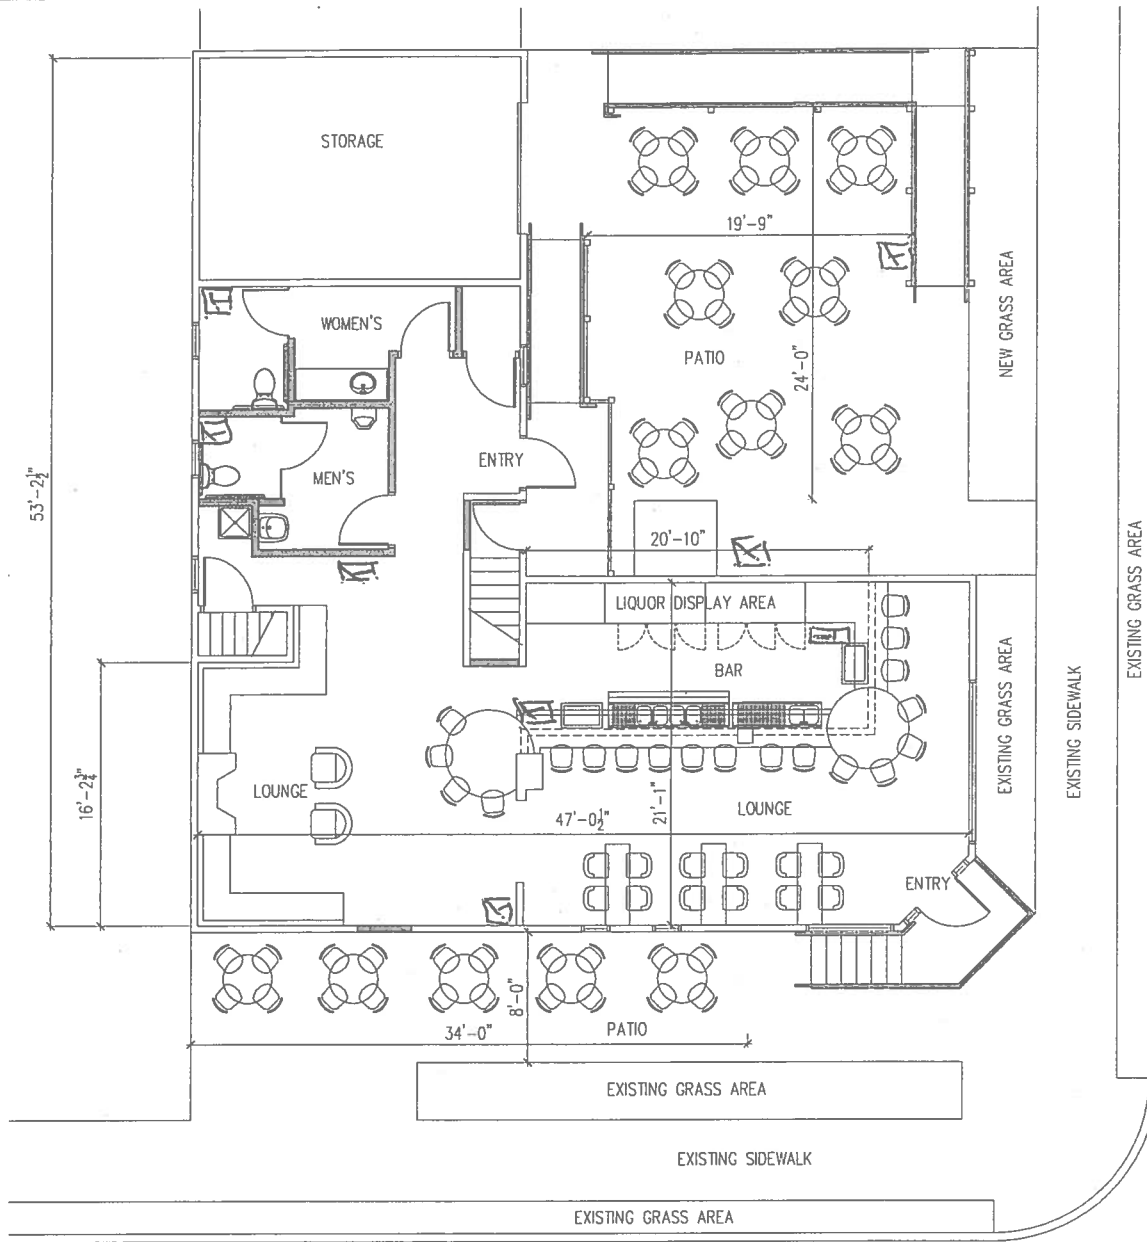 STORAGE
19'-9"
WOMEN'S
PATIO
NEW GRASS AREA
24'-0"
53'-2½"
ENTRY
MEN'S
20'-10"
EXISTING GRASS AREA
LIQUOR DISPLAY AREA
BAR
EXISTING GRASS AREA
EXISTING SIDEWALK
16'-2¾"
LOUNGE
47'-0½"
21'-1"
LOUNGE
ENTRY
8'-0"
34'-0"
PATIO
EXISTING GRASS AREA
EXISTING SIDEWALK
EXISTING GRASS AREA